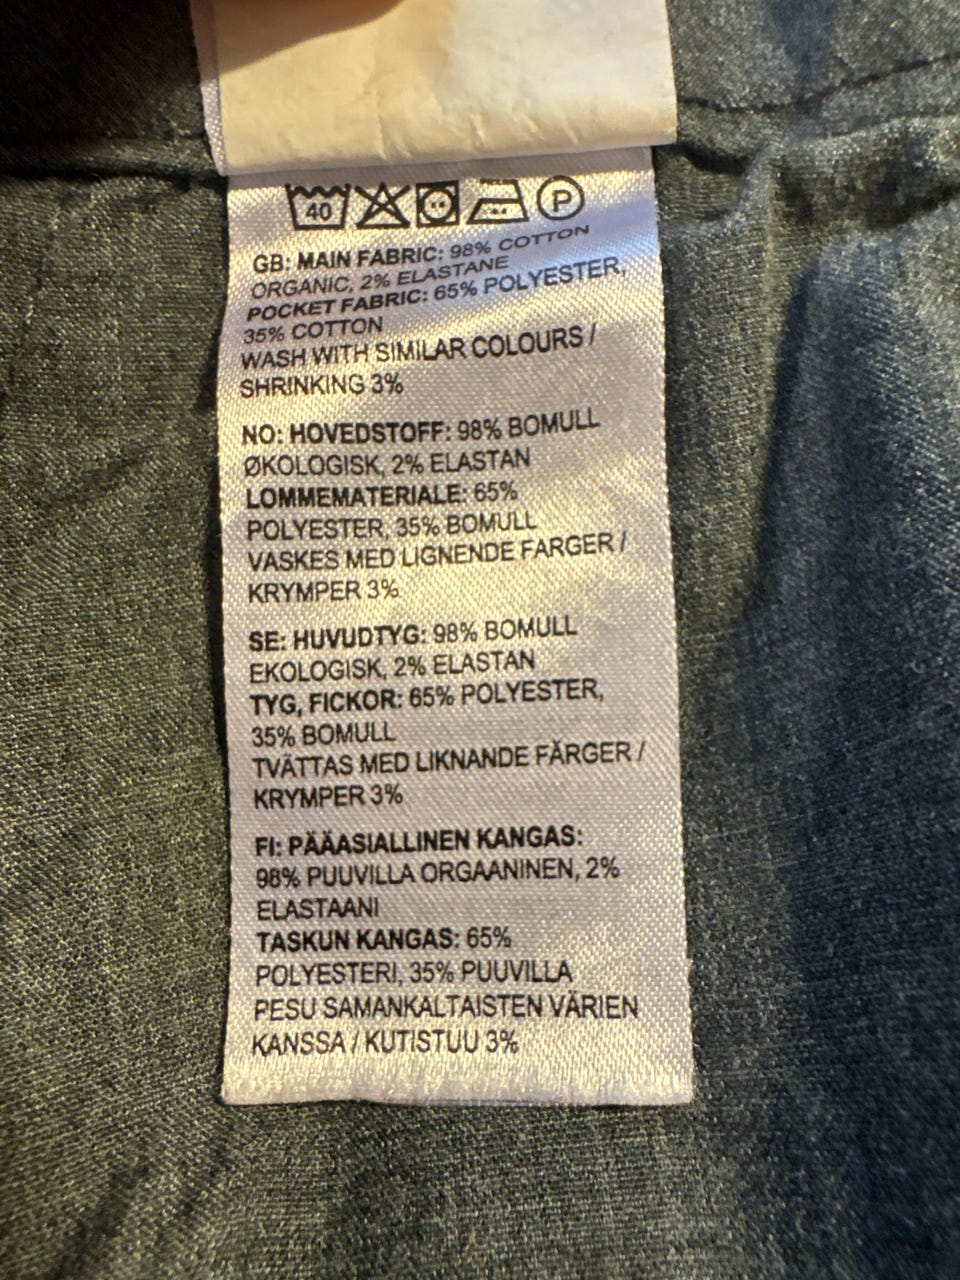 40 P
GB: MAIN FABRIC: 98% COTTON
ORGANIC, 2% ELASTANE
POCKET FABRIC: 65% POLYESTER,
35% COTTON
WASH WITH SIMILAR COLOURS /
SHRINKING 3%
NO: HOVEDSTOFF: 98% BOMULL
ØKOLOGISK, 2% ELASTAN
LOMMEMATERIALE: 65%
POLYESTER, 35% BOMULL
VASKES MED LIGNENDE FARGER /
KRYMPER 3%
SE: HUVUDTYG: 98% BOMULL
EKOLOGISK, 2% ELASTAN
TYG, FICKOR: 65% POLYESTER,
35% BOMULL
TVÄTTAS MED LIKNANDE FÄRGER /
KRYMPER 3%
FI: PÄÄASIALLINEN KANGAS:
98% PUUVILLA ORGAANINEN, 2%
ELASTAANI
TASKUN KANGAS: 65%
POLYESTERI, 35% PUUVILLA
PESU SAMANKALTAISTEN VÄRIEN
KANSSA / KUTISTUU 3%